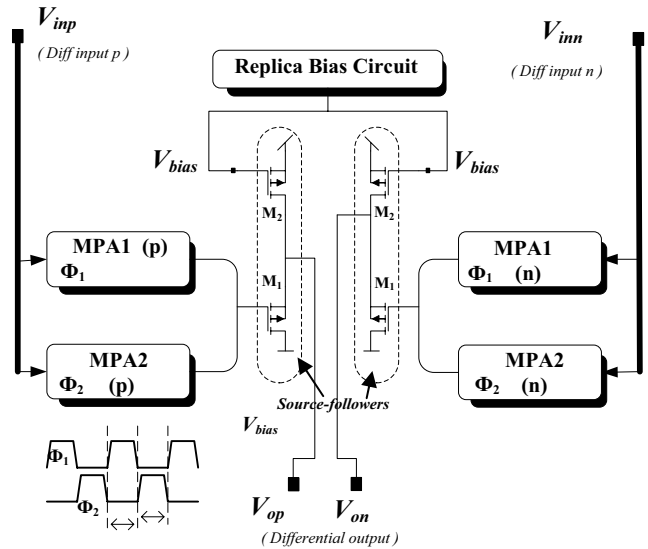 V_inp
( Diff input p )
V_inn
( Diff input n )
Replica Bias Circuit
V_bias
V_bias
M2
M2
MPA1 (p)
Φ1
M1
M1
MPA1
Φ1 (n)
MPA2
Φ2 (p)
MPA2
Φ2 (n)
Source-followers
V_bias
Φ1
Φ2
V_op
V_on
( Differential output )